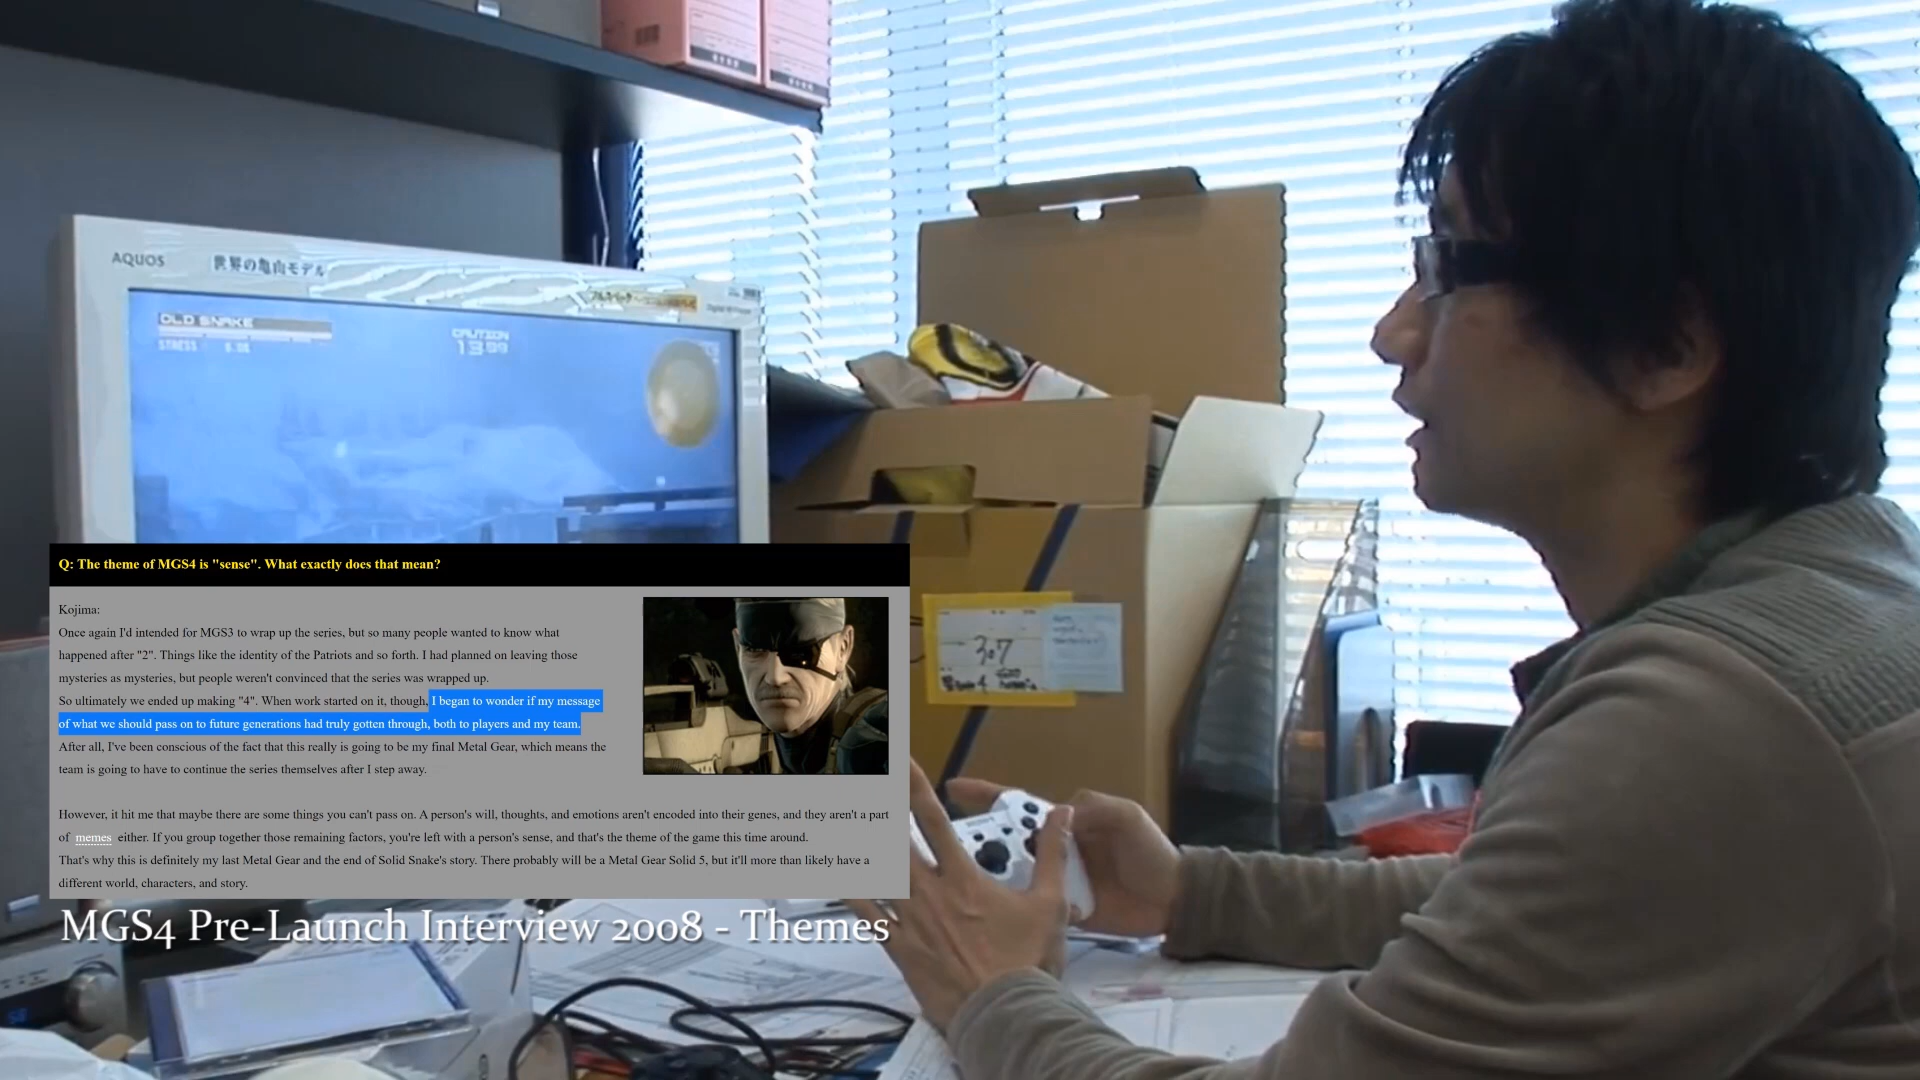 AQUOS
世界の亀山モデル
OLD SNAKE
CAUTION
STRESS
Q: The theme of MGS4 is "sense". What exactly does that mean?
Kojima:
Once again I'd intended for MGS3 to wrap up the series, but so many people wanted to know what
happened after "2". Things like the identity of the Patriots and so forth. I had planned on leaving those
mysteries as mysteries, but people weren't convinced that the series was wrapped up.
So ultimately we ended up making "4". When work started on it, though, I began to wonder if my message
of what we should pass on to future generations had truly gotten through, both to players and my team.
After all, I've been conscious of the fact that this really is going to be my final Metal Gear, which means the
team is going to have to continue the series themselves after I step away.
However, it hit me that maybe there are some things you can't pass on. A person's will, thoughts, and emotions aren't encoded into their genes, and they aren't a part
of memes either. If you group together those remaining factors, you're left with a person's sense, and that's the theme of the game this time around.
That's why this is definitely my last Metal Gear and the end of Solid Snake's story. There probably will be a Metal Gear Solid 5, but it'll more than likely have a
different world, characters, and story.
MGS4 Pre-Launch Interview 2008 - Themes
307